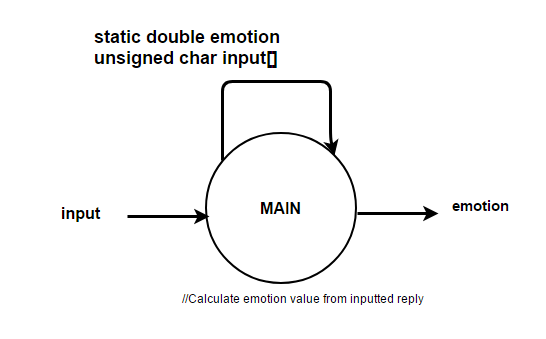 static double emotion
unsigned char input[]
input
MAIN
emotion
//Calculate emotion value from inputted reply